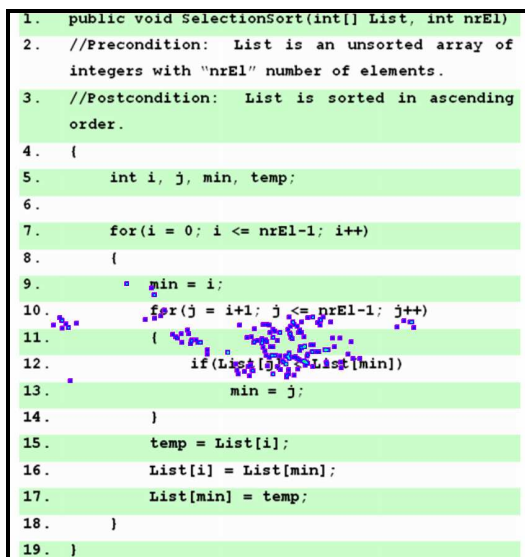 1. public void SelectionSort(int[] List, int nrEl)
2. //Precondition: List is an unsorted array of
integers with "nrEl" number of elements.
3. //Postcondition: List is sorted in ascending
order.
4. {
5. int i, j, min, temp;
6.
7. for(i = 0; i <= nrEl-1; i++)
8. {
9. min = i;
10. for(j = i+1; j <= nrEl-1; j++)
11. {
12. if(List[j] < List[min])
13. min = j;
14. }
15. temp = List[i];
16. List[i] = List[min];
17. List[min] = temp;
18. }
19. }